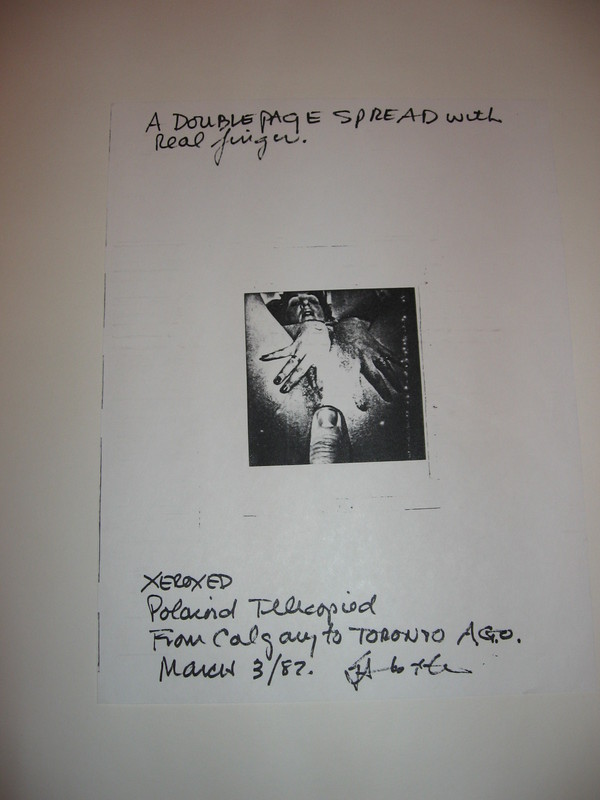 A DOUBLE PAGE SPREAD with
Real finger.
XEROXED
Polaroid Telecopied
From Calgary to TORONTO A.G.O.
March 3/82.